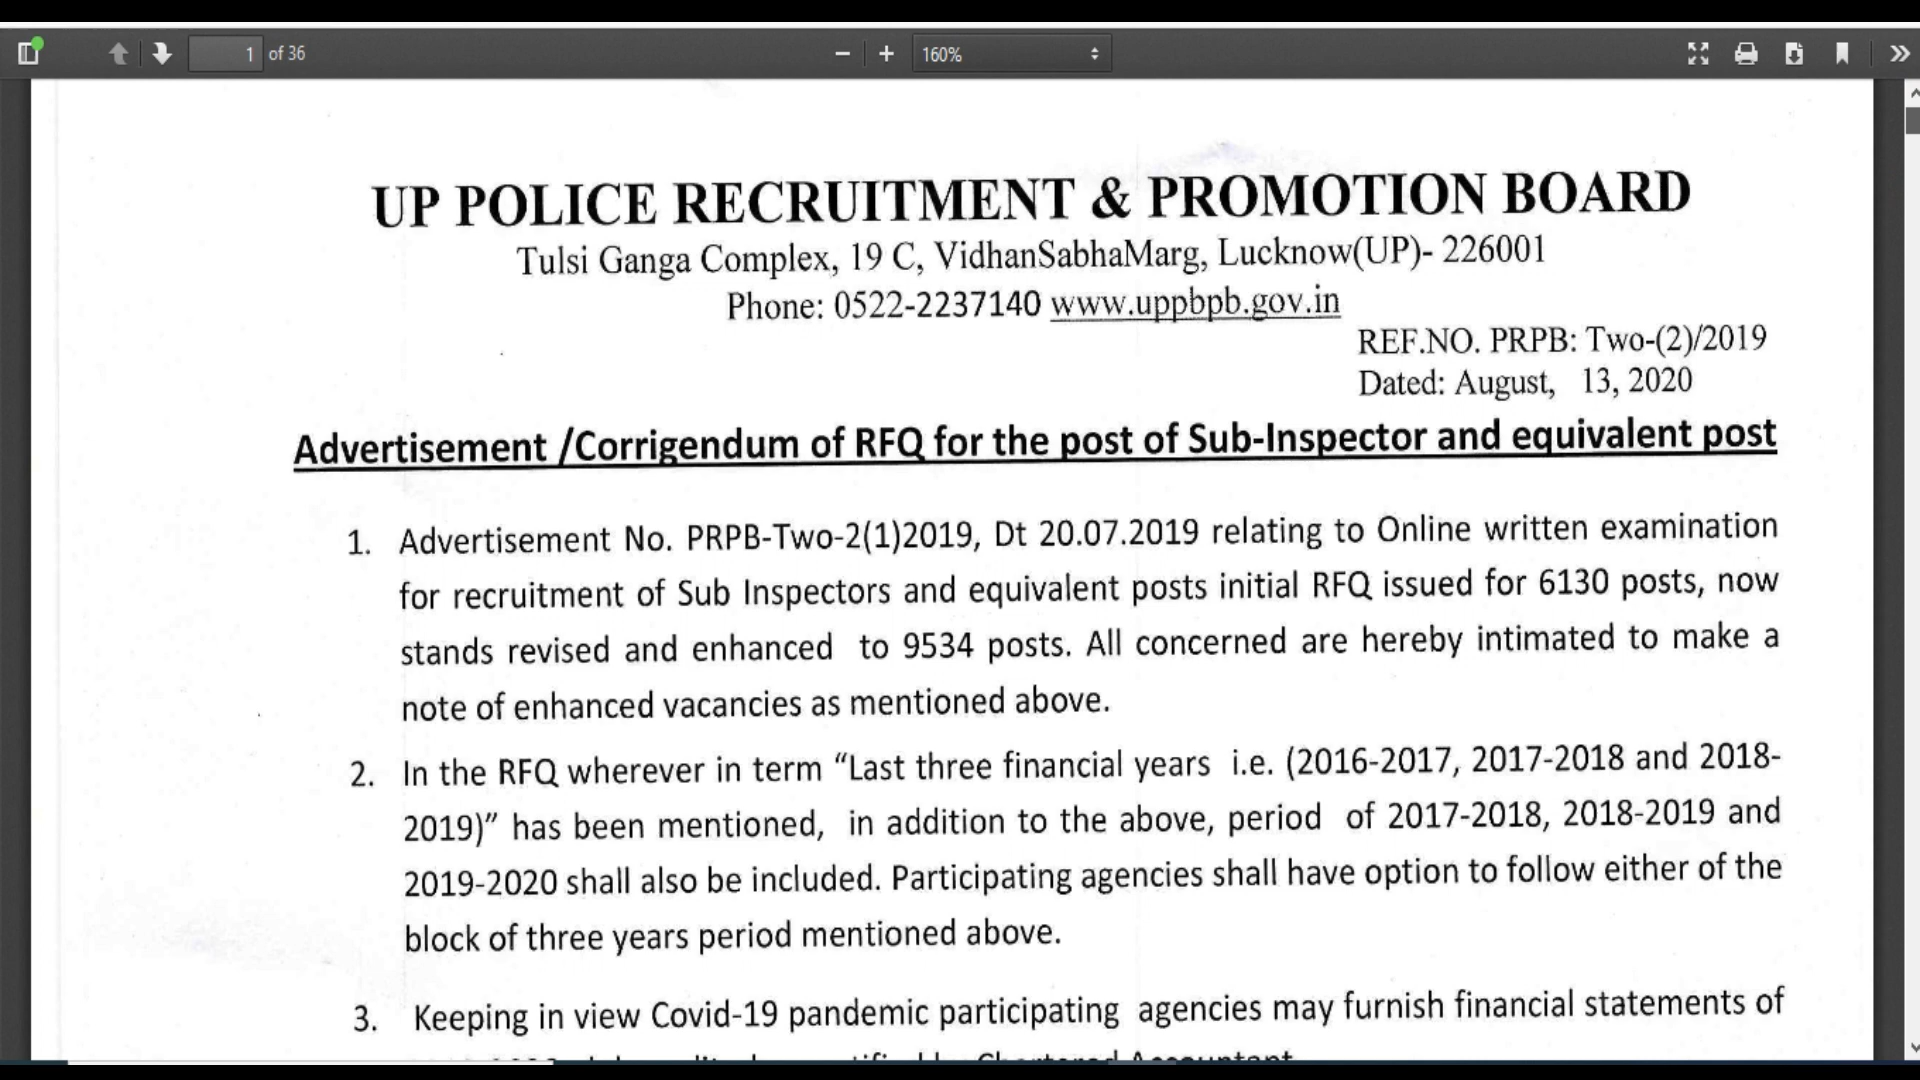 1 of 36
160%
UP POLICE RECRUITMENT & PROMOTION BOARD
Tulsi Ganga Complex, 19 C, VidhanSabhaMarg, Lucknow(UP)- 226001
Phone: 0522-2237140 www.uppbpb.gov.in
REF.NO. PRPB: Two-(2)/2019
Dated: August, 13, 2020
Advertisement /Corrigendum of RFQ for the post of Sub-Inspector and equivalent post
1. Advertisement No. PRPB-Two-2(1)2019, Dt 20.07.2019 relating to Online written examination
for recruitment of Sub Inspectors and equivalent posts initial RFQ issued for 6130 posts, now
stands revised and enhanced to 9534 posts. All concerned are hereby intimated to make a
note of enhanced vacancies as mentioned above.
2. In the RFQ wherever in term “Last three financial years i.e. (2016-2017, 2017-2018 and 2018-
2019)” has been mentioned, in addition to the above, period of 2017-2018, 2018-2019 and
2019-2020 shall also be included. Participating agencies shall have option to follow either of the
block of three years period mentioned above.
3. Keeping in view Covid-19 pandemic participating agencies may furnish financial statements of
Chartered Accountant